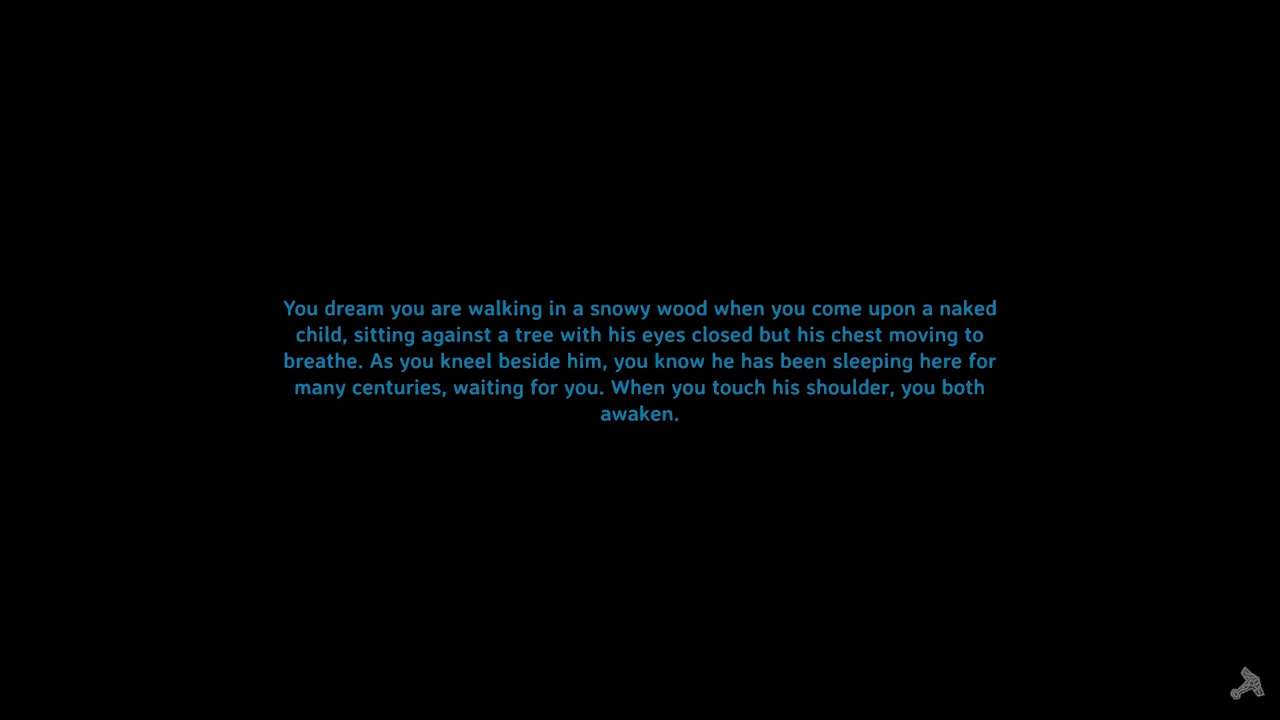 You dream you are walking in a snowy wood when you come upon a naked
child, sitting against a tree with his eyes closed but his chest moving to
breathe. As you kneel beside him, you know he has been sleeping here for
many centuries, waiting for you. When you touch his shoulder, you both
awaken.